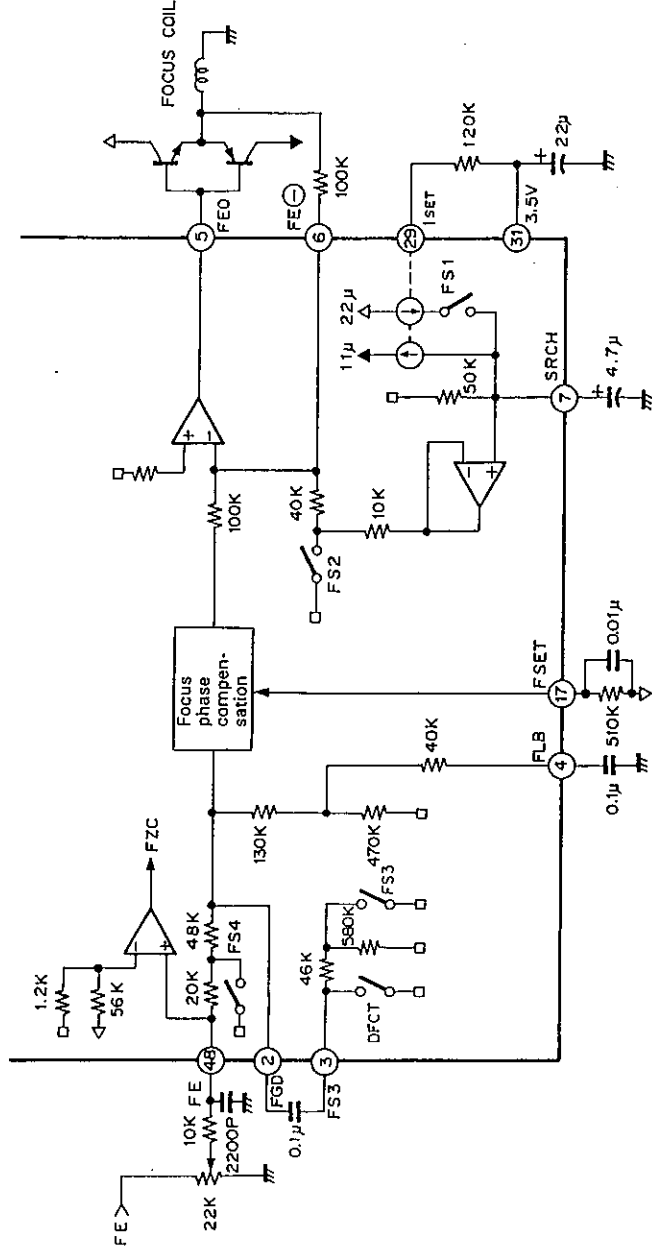 FE
22K
10K
2200P
FE
48
1.2K
56K
FZC
20K
48K
FS4
2
FGD
0.1μ
3
FS3
46K
580K
DFCT
FS3
130K
470K
40K
FLB
4
0.1μ
Focus
phase
compen-
sation
FSET
17
510K
0.01μ
100K
+
−
FS2
40K
10K
−
+
50K
11μ
22μ
FS1
SRCH
7
+
4.7μ
5
FEO
6
FE⊖
100K
FOCUS COIL
29
ISET
120K
31
3.5V
+
22μ
−
+